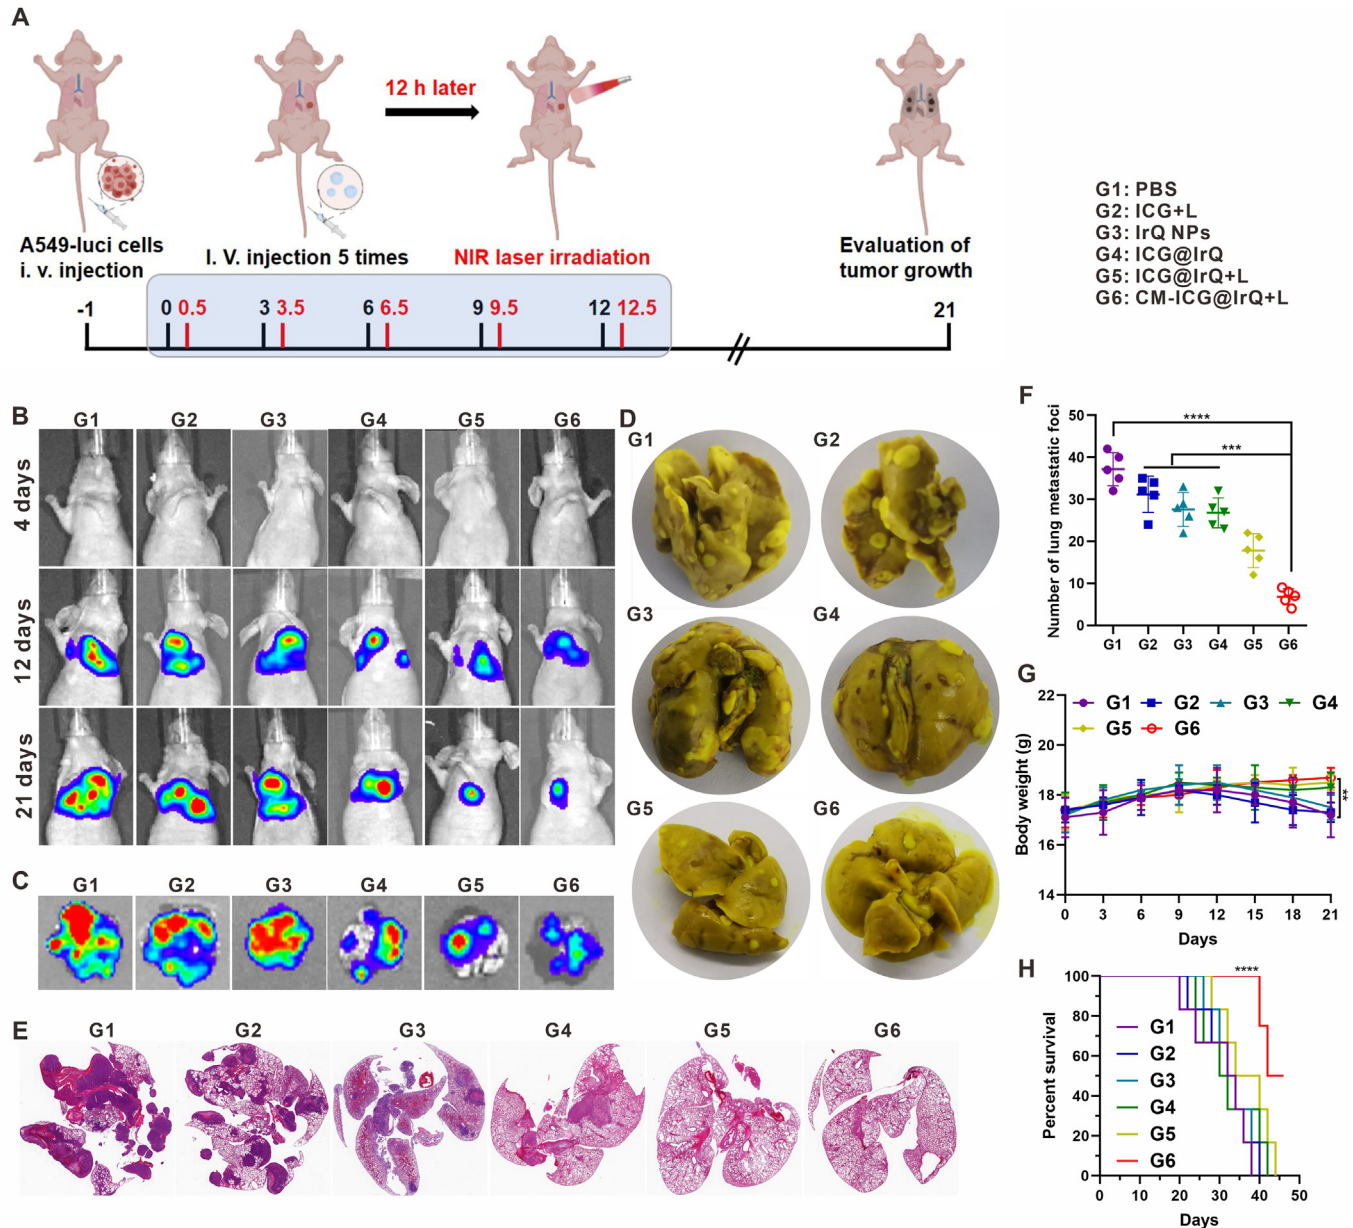 A
12 h later
A549-luci cells
i. v. injection
I. V. injection 5 times
NIR laser irradiation
Evaluation of
tumor growth
-1
0 0.5 3 3.5 6 6.5 9 9.5 12 12.5
21
G1: PBS
G2: ICG+L
G3: IrQ NPs
G4: ICG@IrQ
G5: ICG@IrQ+L
G6: CM-ICG@IrQ+L
B
G1 G2 G3 G4 G5 G6
4 days
12 days
21 days
C
G1 G2 G3 G4 G5 G6
D
G1 G2
G3 G4
G5 G6
E
G1 G2 G3 G4 G5 G6
F
Number of lung metastatic foci
50
40
30
20
10
0
****
***
G1 G2 G3 G4 G5 G6
G
Body weight (g)
22
20
18
16
14
G1 G2 G3 G4
G5 G6
**
0 3 6 9 12 15 18 21
Days
H
Percent survival
100
80
60
40
20
0
****
G1
G2
G3
G4
G5
G6
0 10 20 30 40 50
Days